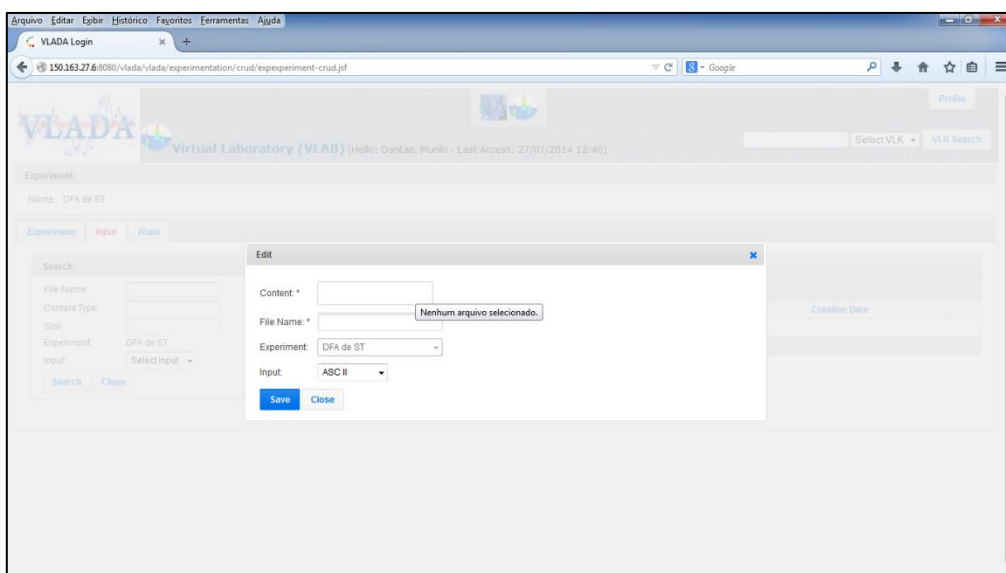 Arquivo Editar Exibir Histórico Favoritos Ferramentas Ajuda
VLADA Login
150.163.27.6:8080/vlada/vlada/experimentation/crud/expexperiment-crud.jsf
Google
Profile
VLADA
Virtual Laboratory (VLAB) [Hello: Dantas, Murilo - Last Access: 27/07/2014 12:46]
Select VLK
VLK Search
Experiment
Name: DFA de ST
Experiment Input Runs
Edit
Search
File Name:
Content Type:
Size:
Experiment: DFA de ST
Input: Select Input
Search Clean
Content: *
Nenhum arquivo selecionado.
File Name: *
Experiment: DFA de ST
Input: ASC II
Save Close
Creation Date